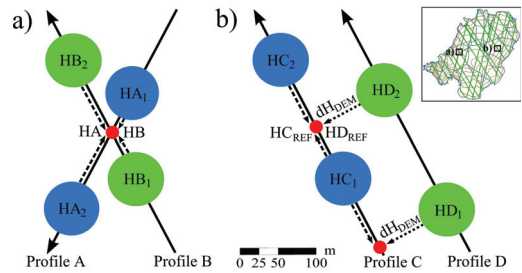 a)
HB2
HA1
HA HB
HB1
HA2
Profile A
Profile B
b)
HC2
HD2
dHDEM
HCREF HDREF
HC1
HD1
dHDEM
0 25 50 100 m
Profile C
Profile D
a)
b)